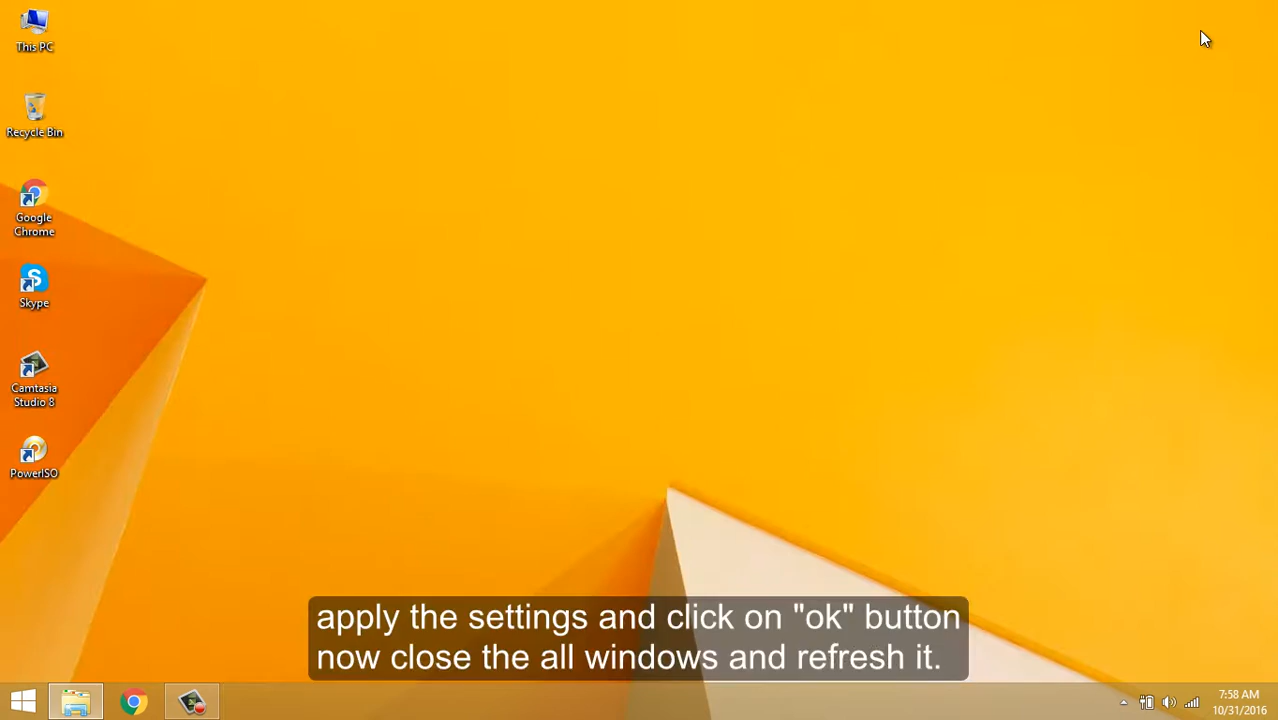 This PC
Recycle Bin
Google
Chrome
Skype
Camtasia
Studio 8
PowerISO
apply the settings and click on "ok" button
now close the all windows and refresh it.
7:58 AM
10/31/2016